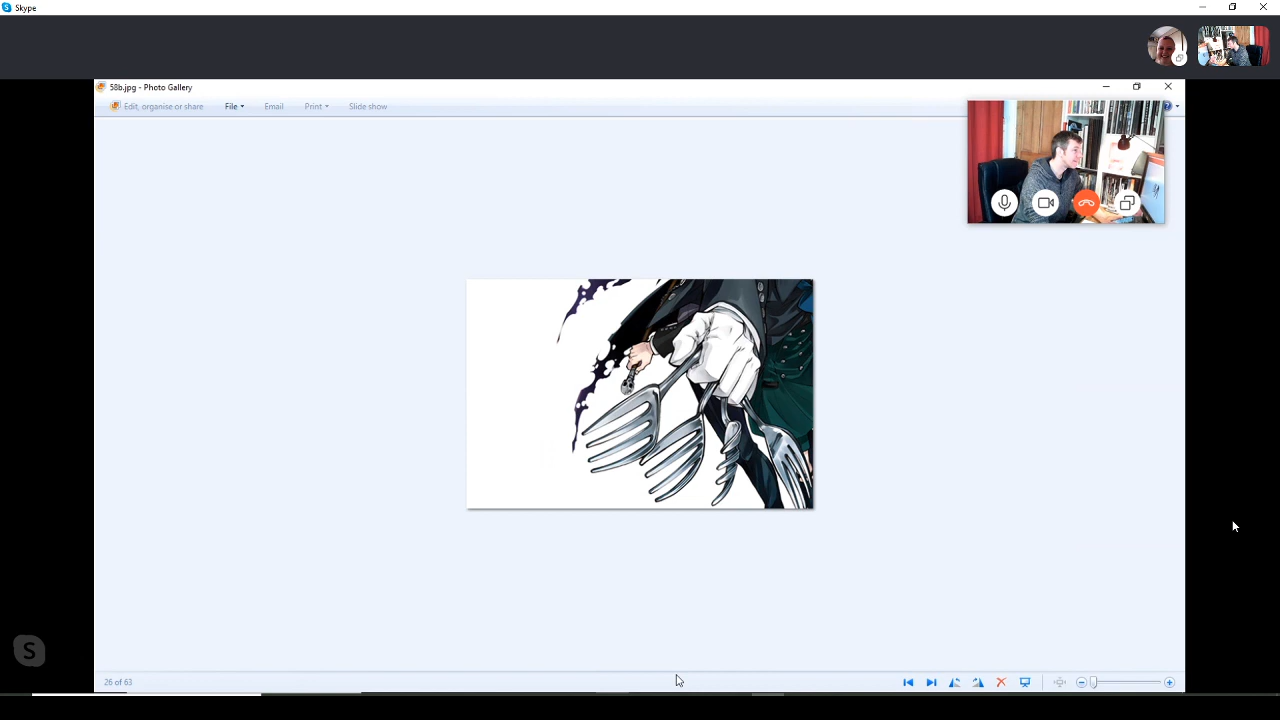 Skype
58b.jpg - Photo Gallery
Edit, organise or share File Email Print Slide show
S
26 of 63